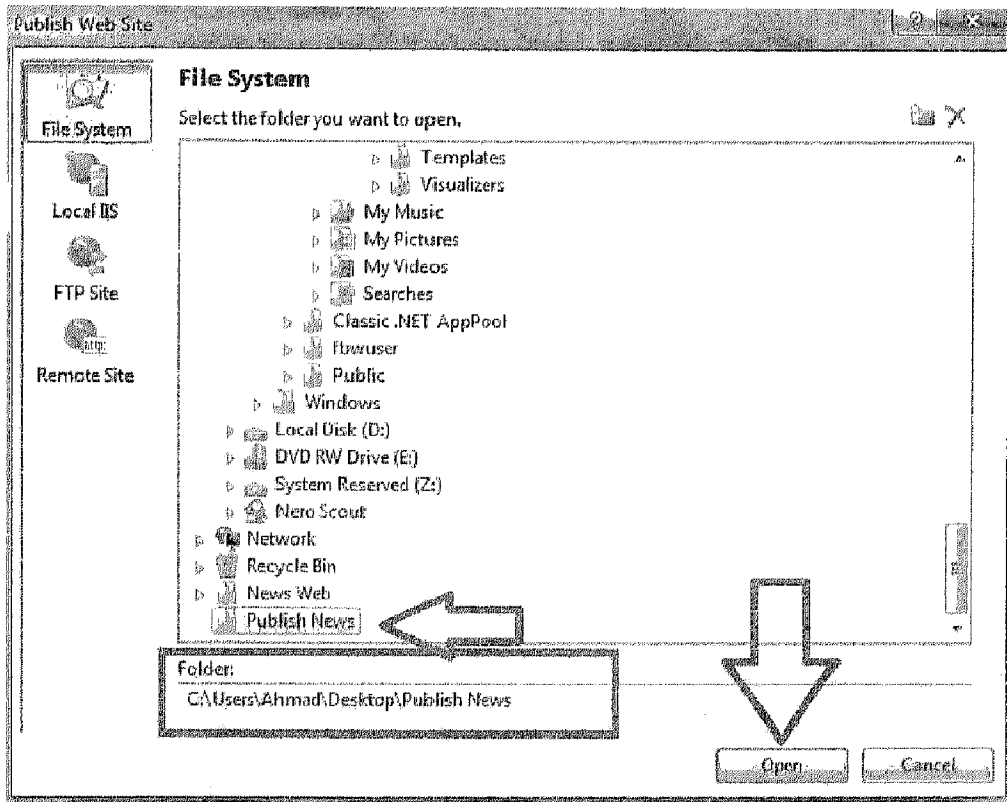 Publish Web Site
File System
Select the folder you want to open.
File System
Local IIS
FTP Site
http:
Remote Site
Templates
Visualizers
My Music
My Pictures
My Videos
Searches
Classic .NET AppPool
fbwuser
Public
Windows
Local Disk (D:)
DVD RW Drive (E:)
System Reserved (Z:)
Nero Scout
Network
Recycle Bin
News Web
Publish News
Folder:
C:\Users\Ahmad\Desktop\Publish News
Open
Cancel